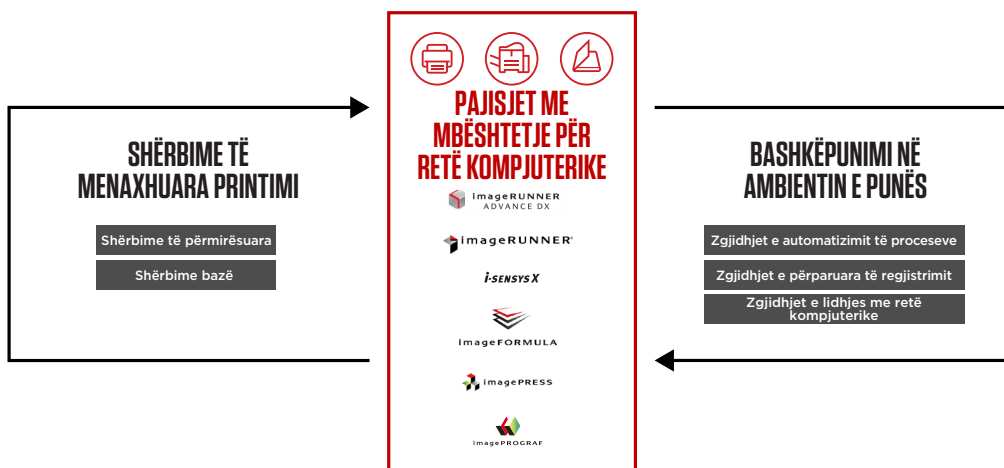 SHËRBIME TË
MENAXHUARA PRINTIMI
Shërbime të përmirësuara
Shërbime bazë
PAJISJET ME
MBËSHTETJE PËR
RETË KOMPJUTERIKE
imageRUNNER
ADVANCE DX
imageRUNNER®
i-SENSYS X
imageFORMULA
imagePRESS
imagePROGRAF
BASHKËPUNIMI NË
AMBIENTIN E PUNËS
Zgjidhjet e automatizimit të proceseve
Zgjidhjet e përparuara të regjistrimit
Zgjidhjet e lidhjes me retë
kompjuterike